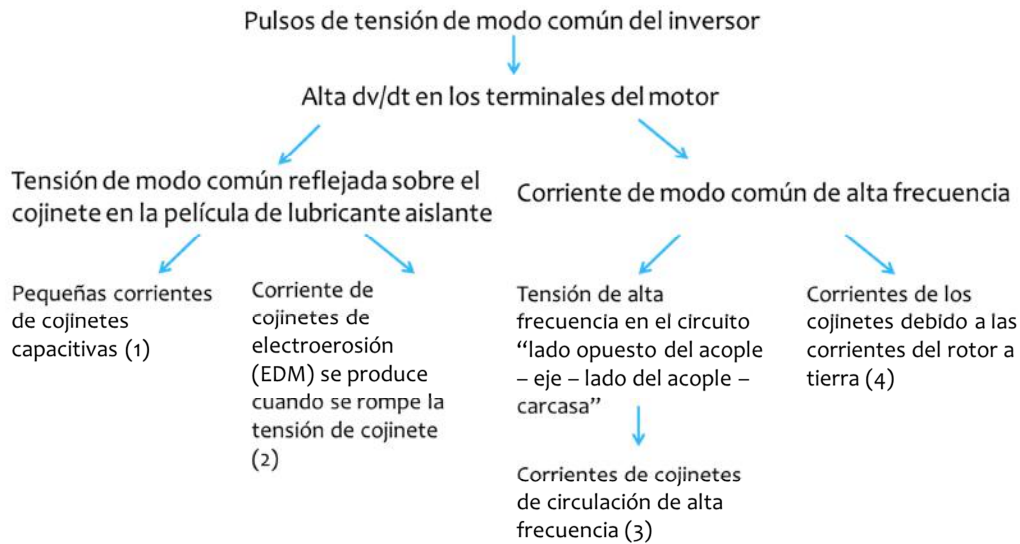 Pulsos de tensión de modo común del inversor
Alta dv/dt en los terminales del motor
Tensión de modo común reflejada sobre el
cojinete en la película de lubricante aislante
Corriente de modo común de alta frecuencia
Pequeñas corrientes
de cojinetes
capacitivas (1)
Corriente de
cojinetes de
electroerosión
(EDM) se produce
cuando se rompe la
tensión de cojinete
(2)
Tensión de alta
frecuencia en el circuito
“lado opuesto del acople
– eje – lado del acople –
carcasa”
Corrientes de cojinetes
de circulación de alta
frecuencia (3)
Corrientes de los
cojinetes debido a las
corrientes del rotor a
tierra (4)